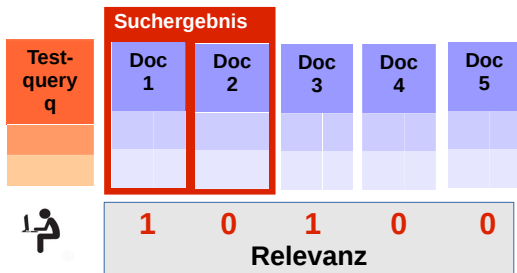 Suchergebnis
Test-
query
q
Doc
1
Doc
2
Doc
3
Doc
4
Doc
5
1 0 1 0 0
Relevanz